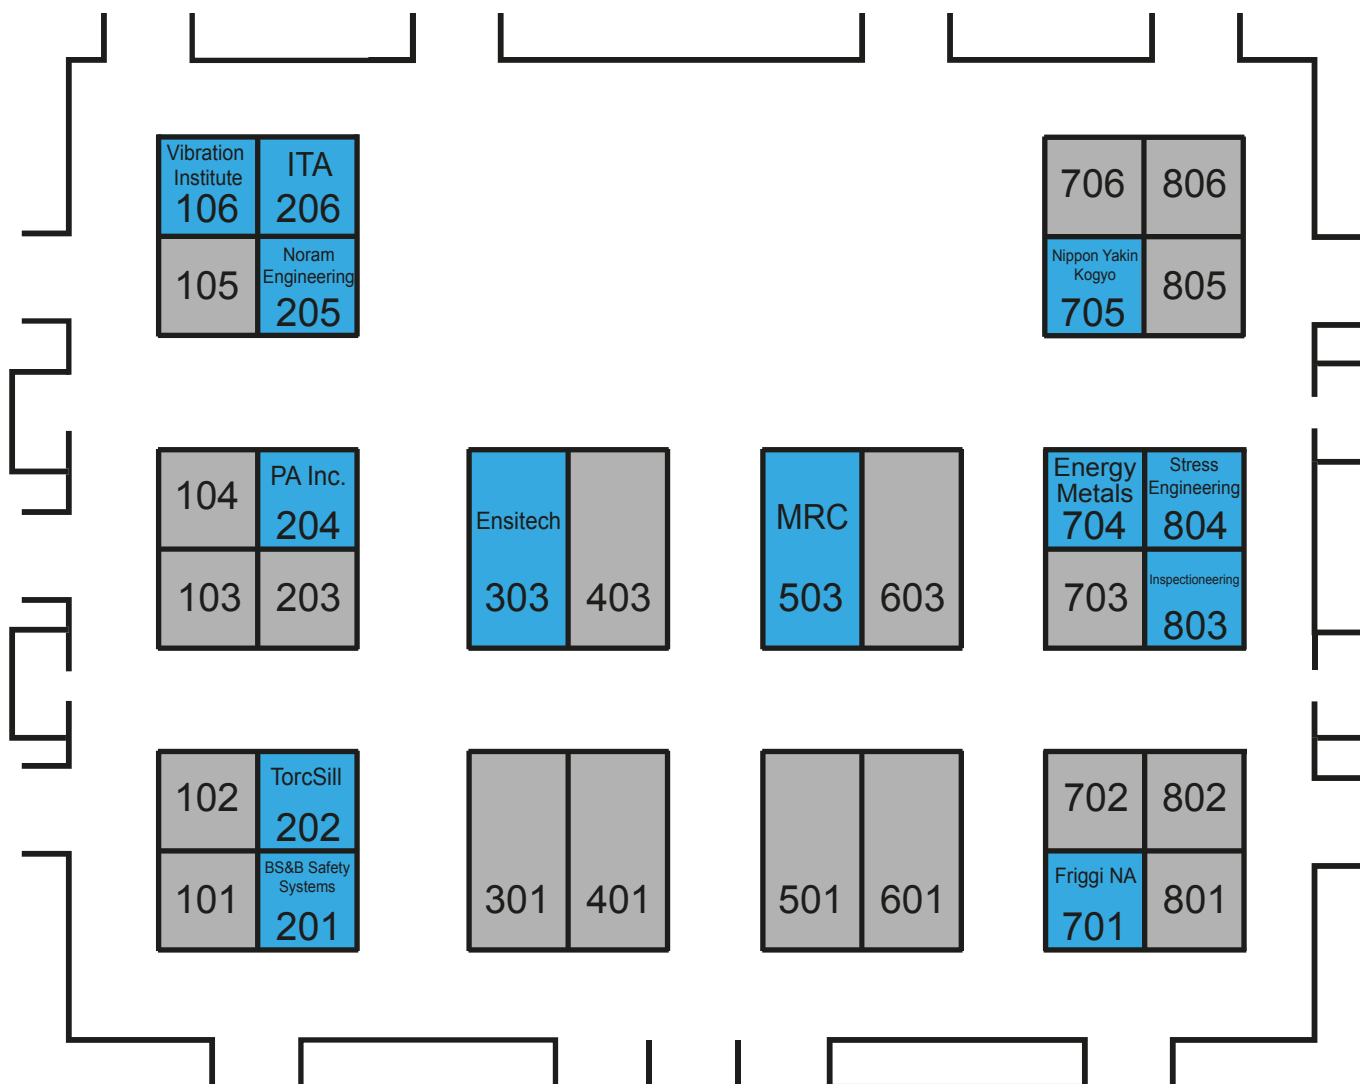 Vibration
Institute
106
ITA
206
105
Noram
Engineering
205
706
806
Nippon Yakin
Kogyo
705
805
104
PA Inc.
204
103
203
Ensitech
303
403
MRC
503
603
Energy
Metals
704
Stress
Engineering
804
703
Inspectioneering
803
102
TorcSill
202
101
BS&B Safety
Systems
201
301
401
501
601
702
802
Friggi NA
701
801